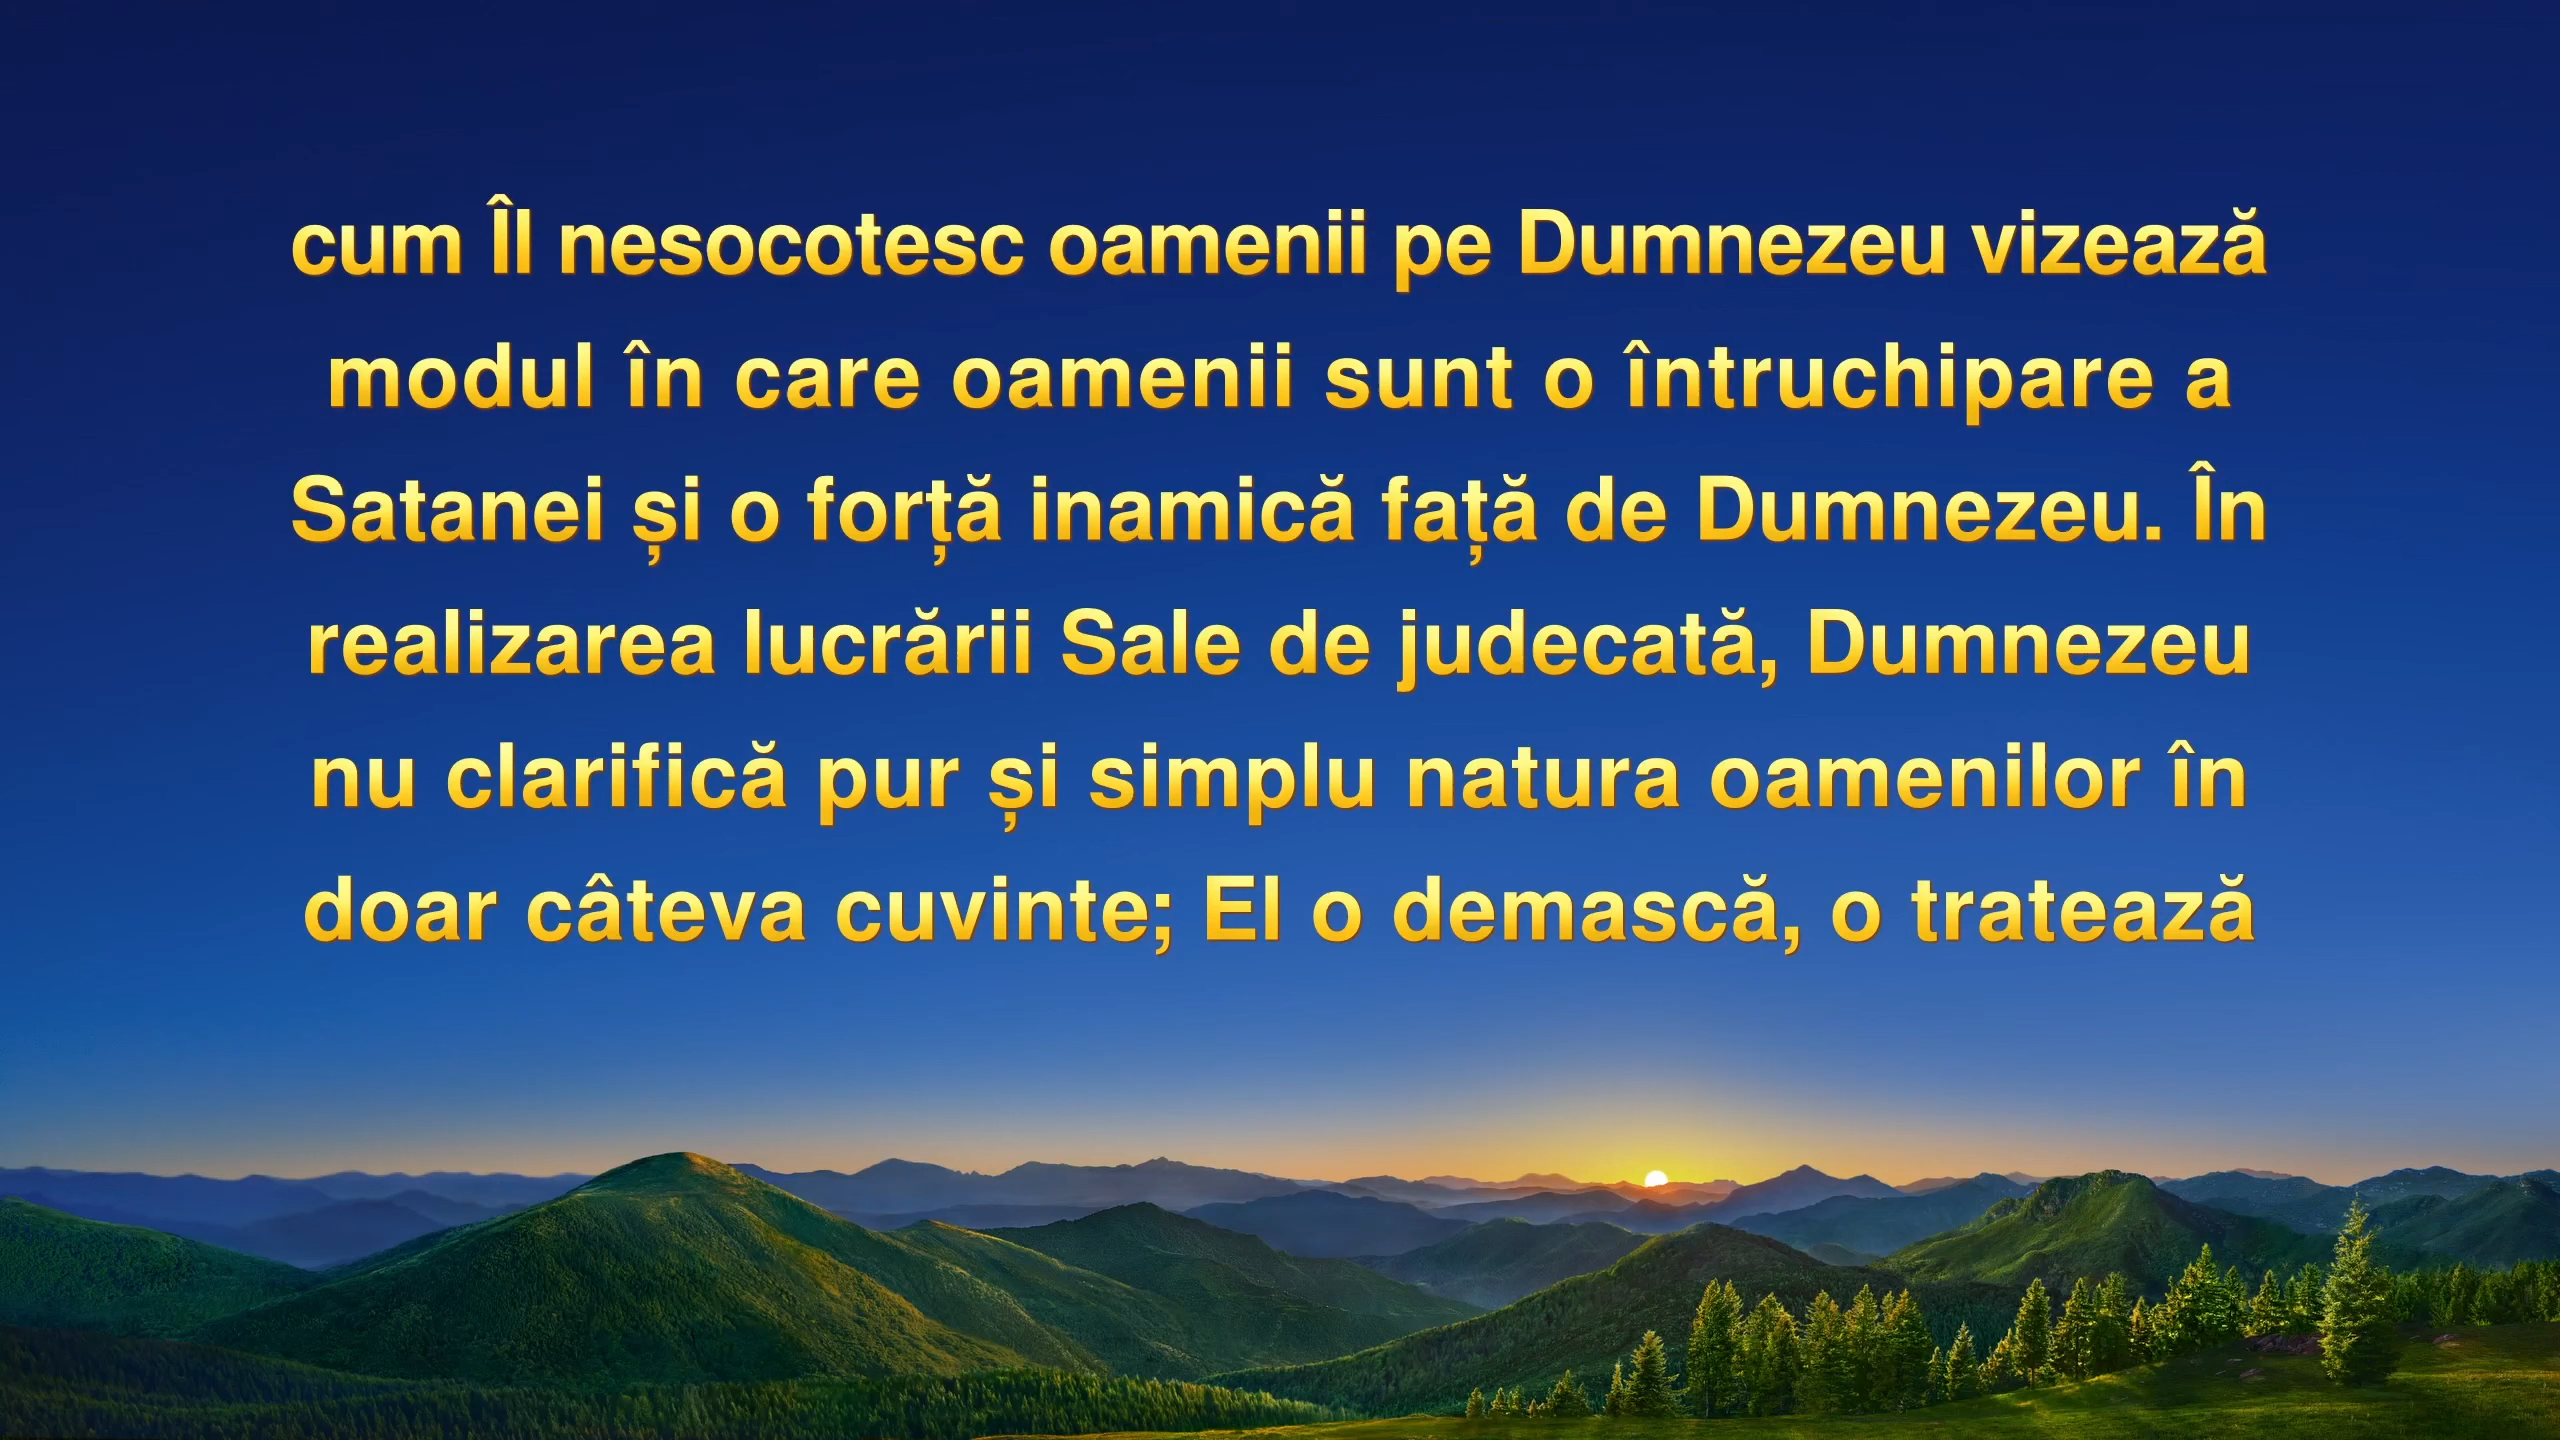 cum Îl nesocotesc oamenii pe Dumnezeu vizează
modul în care oamenii sunt o întruchipare a
Satanei și o forță inamică față de Dumnezeu. În
realizarea lucrării Sale de judecată, Dumnezeu
nu clarifică pur și simplu natura oamenilor în
doar câteva cuvinte; El o demască, o tratează